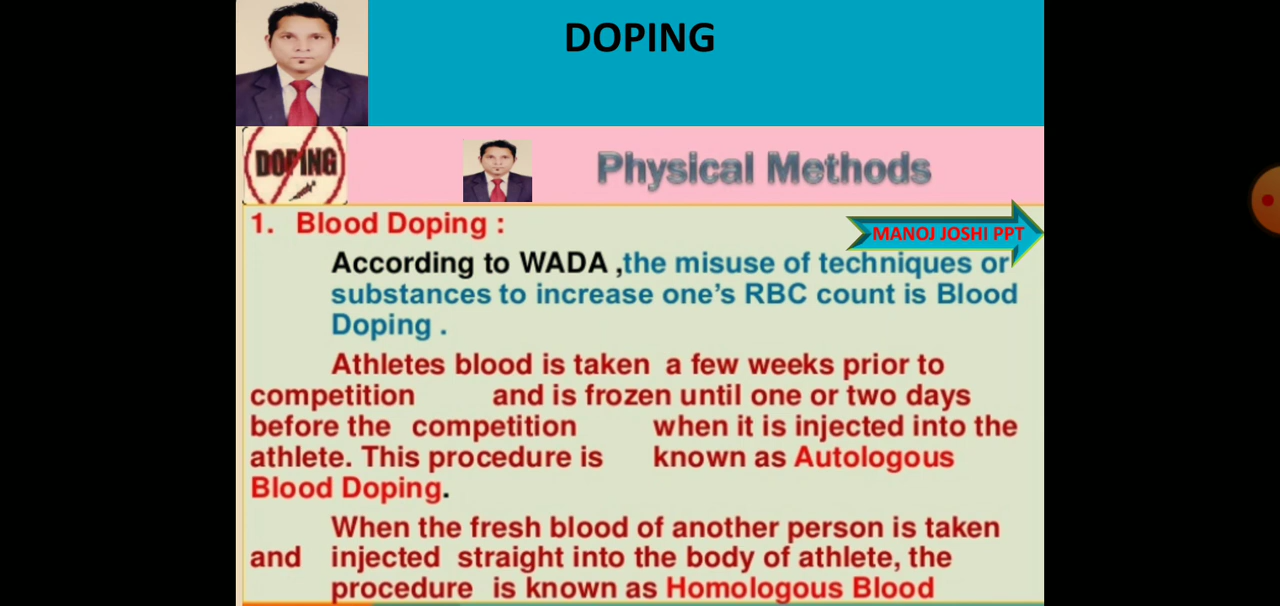 DOPING
DOPING
Physical Methods
1. Blood Doping :
MANOJ JOSHI PPT
According to WADA ,the misuse of techniques or
substances to increase one's RBC count is Blood
Doping .
Athletes blood is taken a few weeks prior to
competition and is frozen until one or two days
before the competition when it is injected into the
athlete. This procedure is known as Autologous
Blood Doping.
When the fresh blood of another person is taken
and injected straight into the body of athlete, the
procedure is known as Homologous Blood